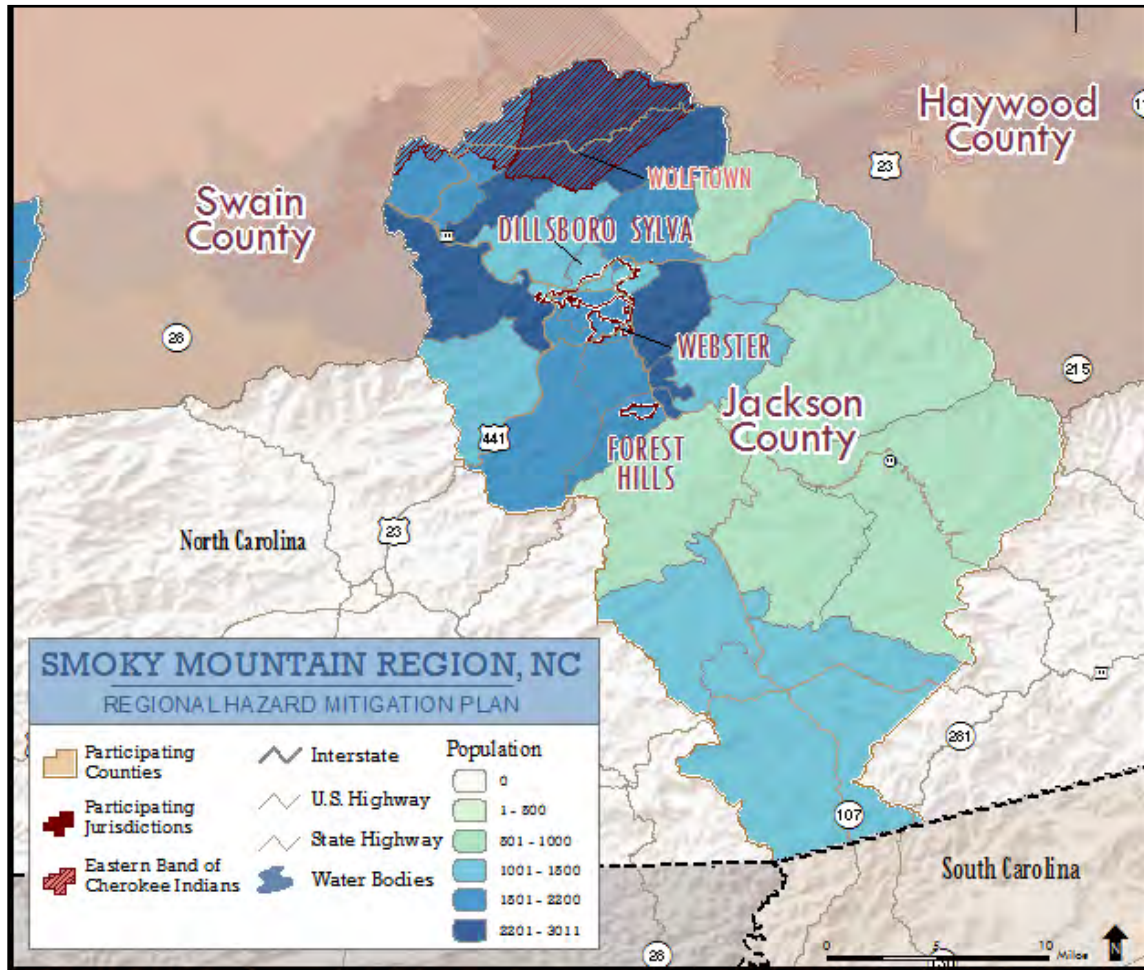 Haywood
County
23
WOLFTOWN
Swain
County
DILLSBORO SYLVA
WEBSTER
28
215
Jackson
County
441
FOREST
HILLS
North Carolina
23
281
107
South Carolina
28
SMOKY MOUNTAIN REGION, NC
REGIONAL HAZARD MITIGATION PLAN
Participating
Counties
Participating
Jurisdictions
Eastern Band of
Cherokee Indians
Interstate
U.S. Highway
State Highway
Water Bodies
Population
0
1 - 500
501 - 1000
1001 - 1500
1501 - 2200
2201 - 3011
0 5 10
Miles
N